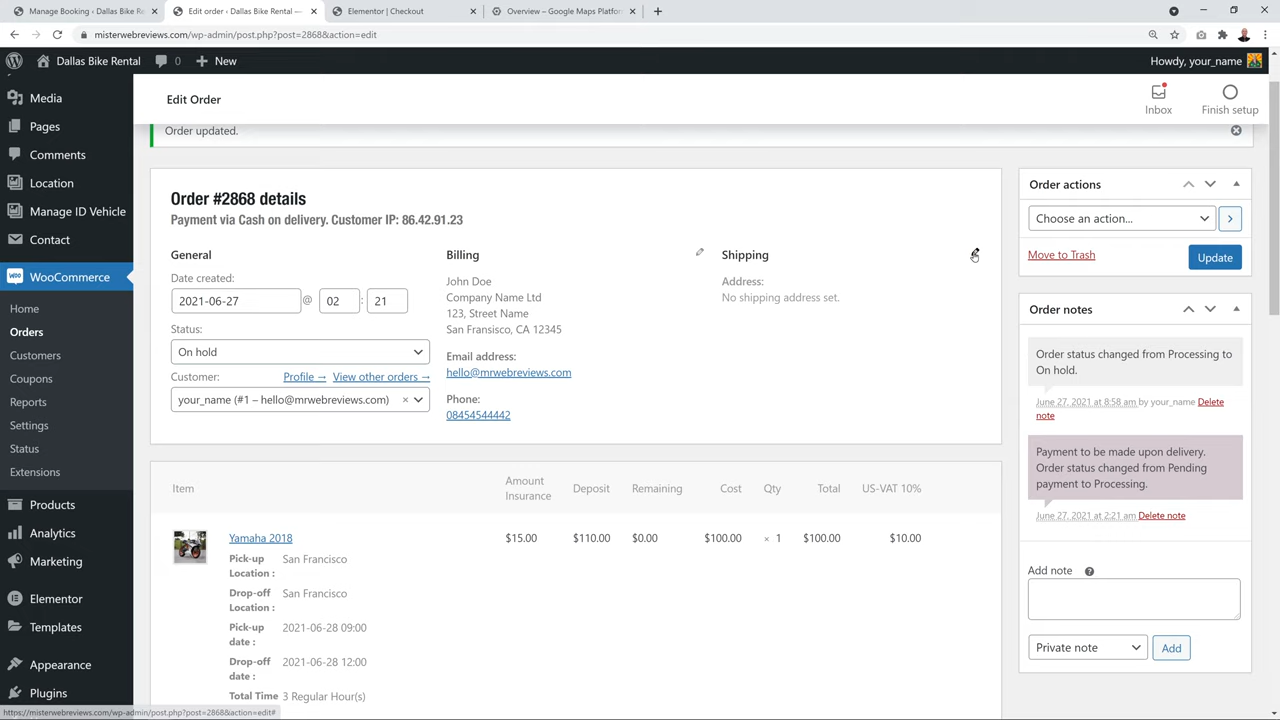 Manage Booking ‹ Dallas Bike Re
Edit order ‹ Dallas Bike Rental —
Elementor | Checkout
Overview – Google Maps Platfor
misterwebreviews.com/wp-admin/post.php?post=2868&action=edit
Dallas Bike Rental
0
New
Howdy, your_name
Media
Pages
Comments
Location
Manage ID Vehicle
Contact
WooCommerce
Home
Orders
Customers
Coupons
Reports
Settings
Status
Extensions
Products
Analytics
Marketing
Elementor
Templates
Appearance
Plugins
Edit Order
Inbox
Finish setup
Order updated.
Order #2868 details
Payment via Cash on delivery. Customer IP: 86.42.91.23
General
Date created:
2021-06-27 @ 02 : 21
Status:
On hold
Customer: Profile → View other orders →
your_name (#1 – hello@mrwebreviews.com) ×
Billing
John Doe
Company Name Ltd
123, Street Name
San Fransisco, CA 12345
Email address:
hello@mrwebreviews.com
Phone:
08454544442
Shipping
Address:
No shipping address set.
Item
Amount
Insurance
Deposit
Remaining
Cost
Qty
Total
US-VAT 10%
Yamaha 2018
$15.00
$110.00
$0.00
$100.00
× 1
$100.00
$10.00
Pick-up
Location :
San Francisco
Drop-off
Location :
San Francisco
Pick-up
date :
2021-06-28 09:00
Drop-off
date :
2021-06-28 12:00
Total Time
3 Regular Hour(s)
Order actions
Choose an action...
Move to Trash
Update
Order notes
Order status changed from Processing to
On hold.
June 27, 2021 at 8:58 am by your_name Delete
note
Payment to be made upon delivery.
Order status changed from Pending
payment to Processing.
June 27, 2021 at 2:21 am Delete note
Add note
Private note
Add
https://misterwebreviews.com/wp-admin/post.php?post=2868&action=edit#